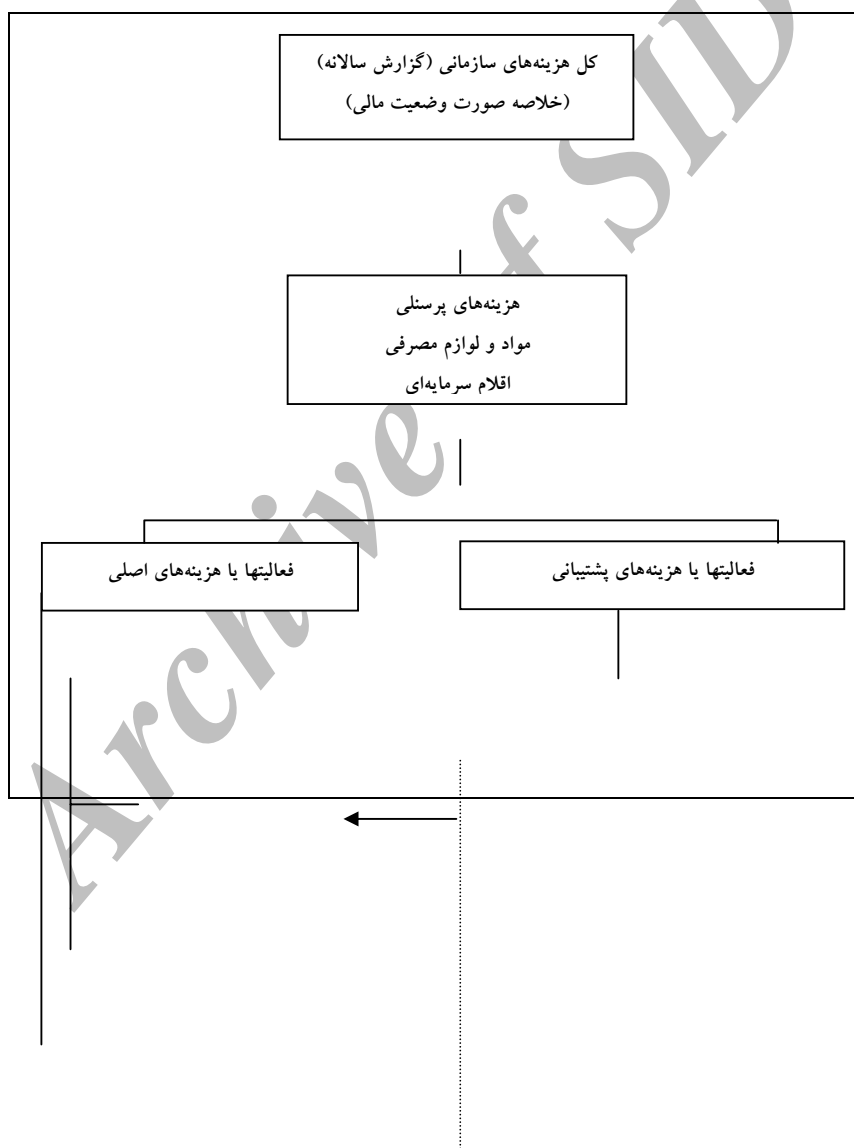 کل هزینه‌های سازمانی (گزارش سالانه)
(خلاصه صورت وضعیت مالی)
هزینه‌های پرسنلی
مواد و لوازم مصرفی
اقلام سرمایه‌ای
فعالیتها یا هزینه‌های پشتیبانی
فعالیتها یا هزینه‌های اصلی
Archive of SID